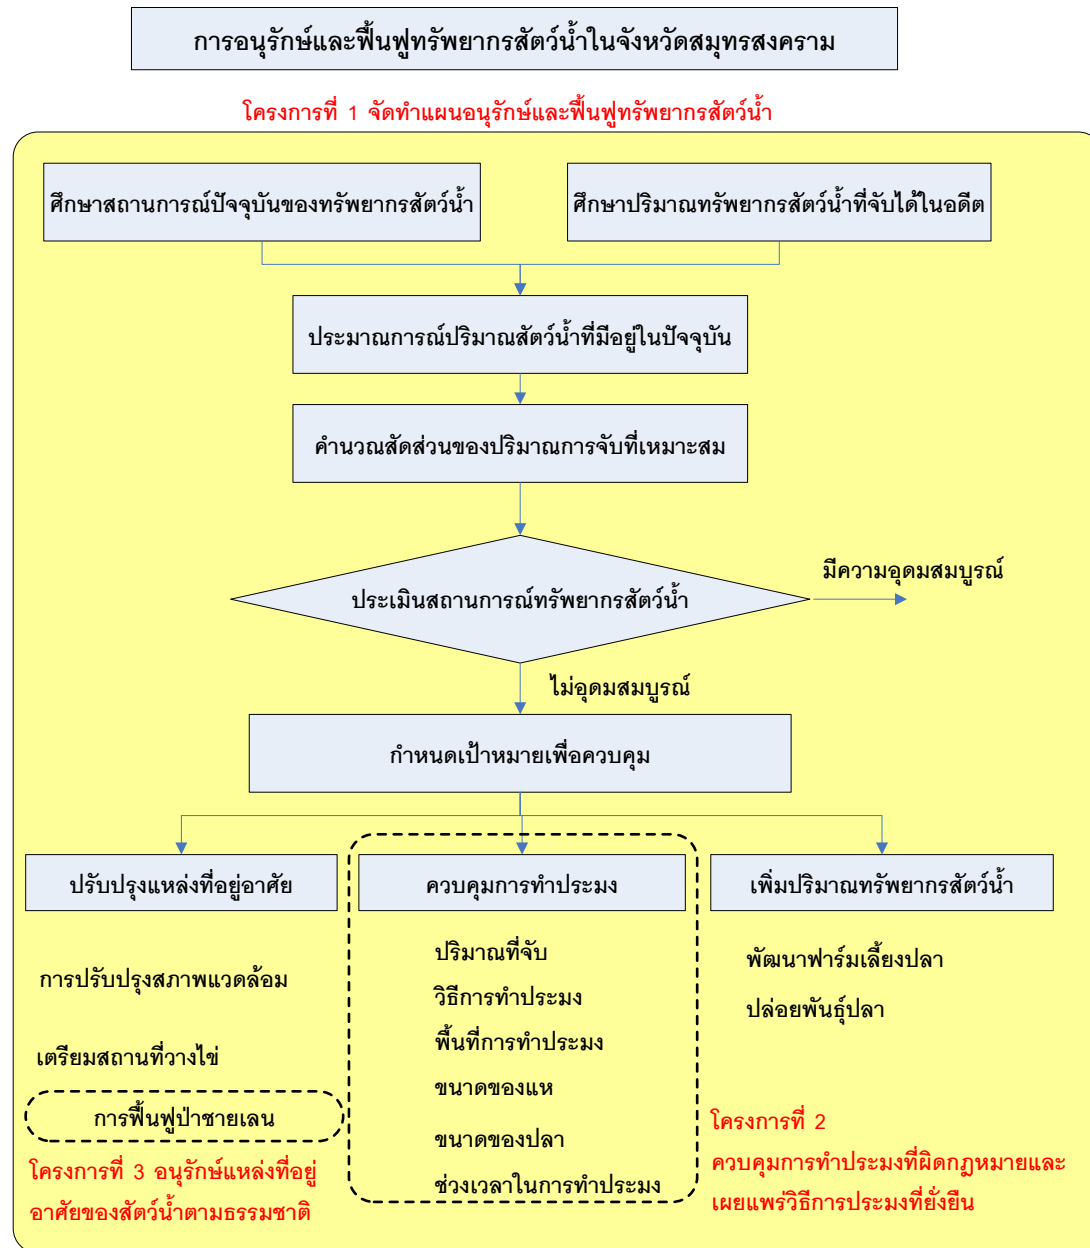 การอนุรักษ์และฟื้นฟูทรัพยากรสัตว์น้ำในจังหวัดสมุทรสงคราม
โครงการที่ 1 จัดทำแผนอนุรักษ์และฟื้นฟูทรัพยากรสัตว์น้ำ
ศึกษาสถานการณ์ปัจจุบันของทรัพยากรสัตว์น้ำ
ศึกษาปริมาณทรัพยากรสัตว์น้ำที่จับได้ในอดีต
ประมาณการณ์ปริมาณสัตว์น้ำที่มีอยู่ในปัจจุบัน
คำนวณสัดส่วนของปริมาณการจับที่เหมาะสม
ประเมินสถานการณ์ทรัพยากรสัตว์น้ำ
มีความอุดมสมบูรณ์
ไม่อุดมสมบูรณ์
กำหนดเป้าหมายเพื่อควบคุม
ปรับปรุงแหล่งที่อยู่อาศัย
การปรับปรุงสภาพแวดล้อม
เตรียมสถานที่วางไข่
การฟื้นฟูป่าชายเลน
โครงการที่ 3 อนุรักษ์แหล่งที่อยู่
อาศัยของสัตว์น้ำตามธรรมชาติ
ควบคุมการทำประมง
ปริมาณที่จับ
วิธีการทำประมง
พื้นที่การทำประมง
ขนาดของแห
ขนาดของปลา
ช่วงเวลาในการทำประมง
เพิ่มปริมาณทรัพยากรสัตว์น้ำ
พัฒนาฟาร์มเลี้ยงปลา
ปล่อยพันธุ์ปลา
โครงการที่ 2
ควบคุมการทำประมงที่ผิดกฎหมายและ
เผยแพร่วิธีการประมงที่ยั่งยืน